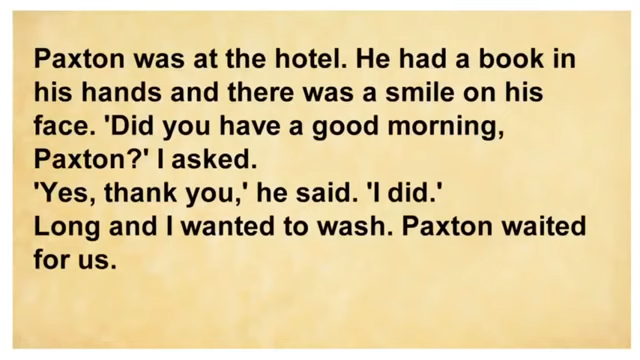 Paxton was at the hotel. He had a book in
his hands and there was a smile on his
face. 'Did you have a good morning,
Paxton?' I asked.
'Yes, thank you,' he said. 'I did.'
Long and I wanted to wash. Paxton waited
for us.